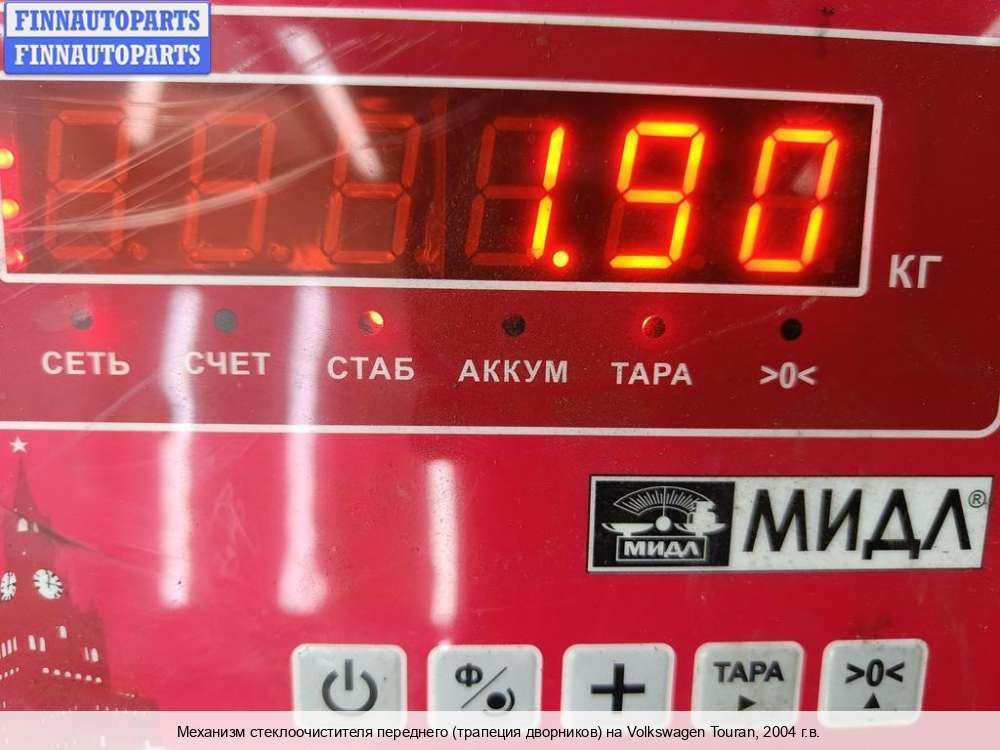 FINNAUTOPARTS
FINNAUTOPARTS
1.90
КГ
СЕТЬ СЧЕТ СТАБ АККУМ ТАРА >0<
МИДЛ МИДЛ®
Ф ТАРА >0<
Механизм стеклоочистителя переднего (трапеция дворников) на Volkswagen Touran, 2004 г.в.